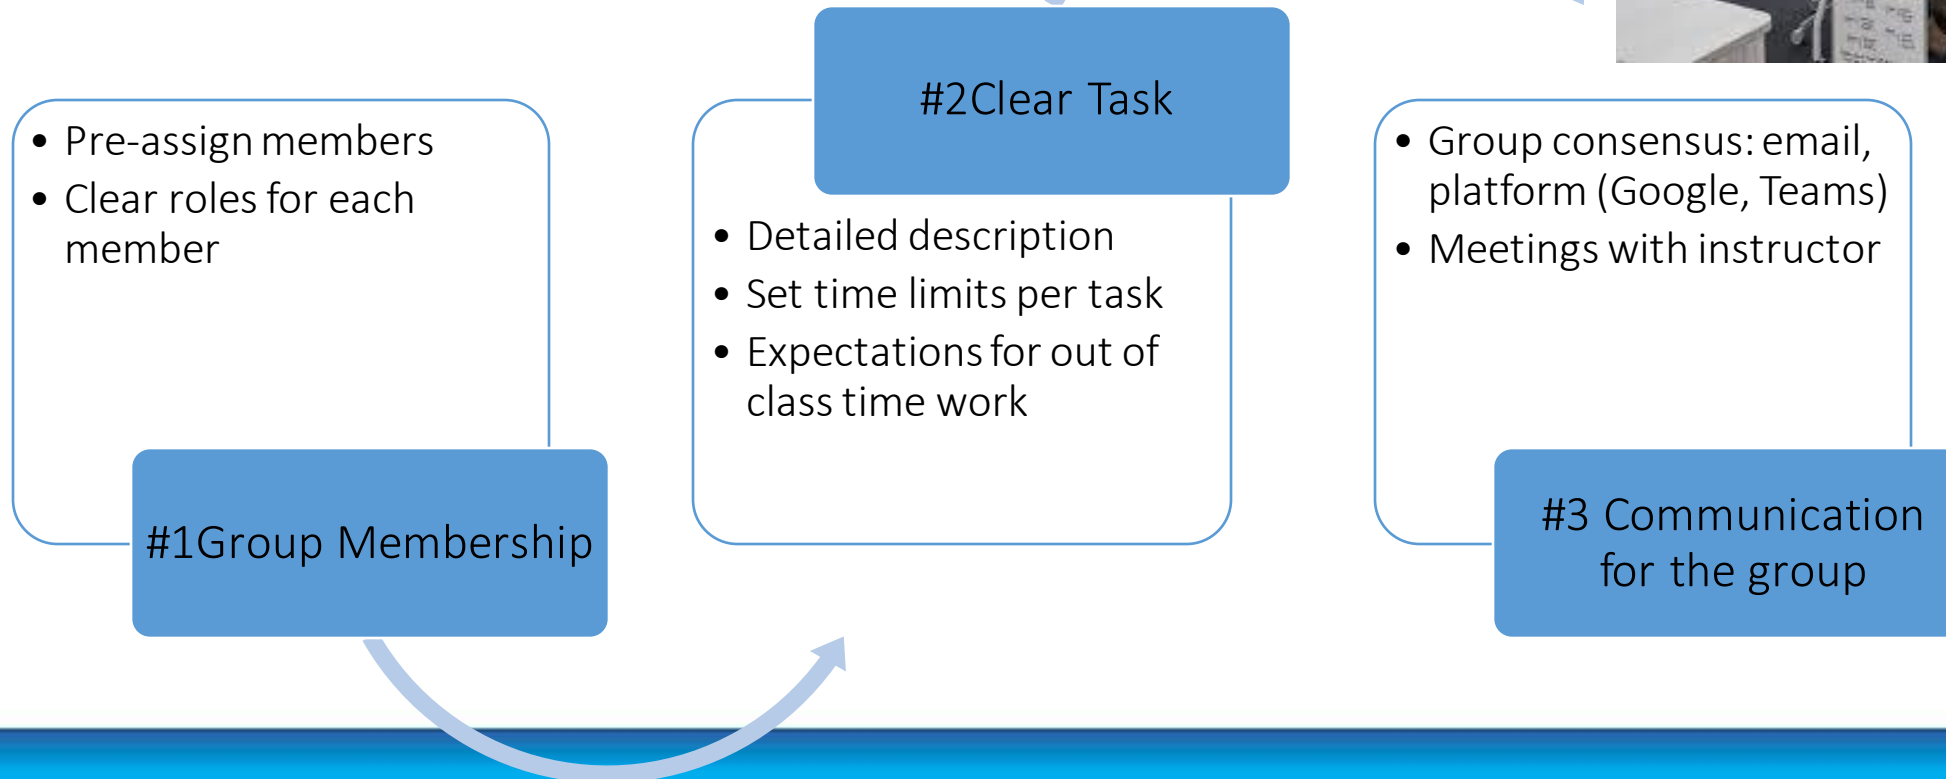 • Pre-assign members
• Clear roles for each
member
#1Group Membership
#2Clear Task
• Detailed description
• Set time limits per task
• Expectations for out of
class time work
• Group consensus: email,
platform (Google, Teams)
• Meetings with instructor
#3 Communication
for the group